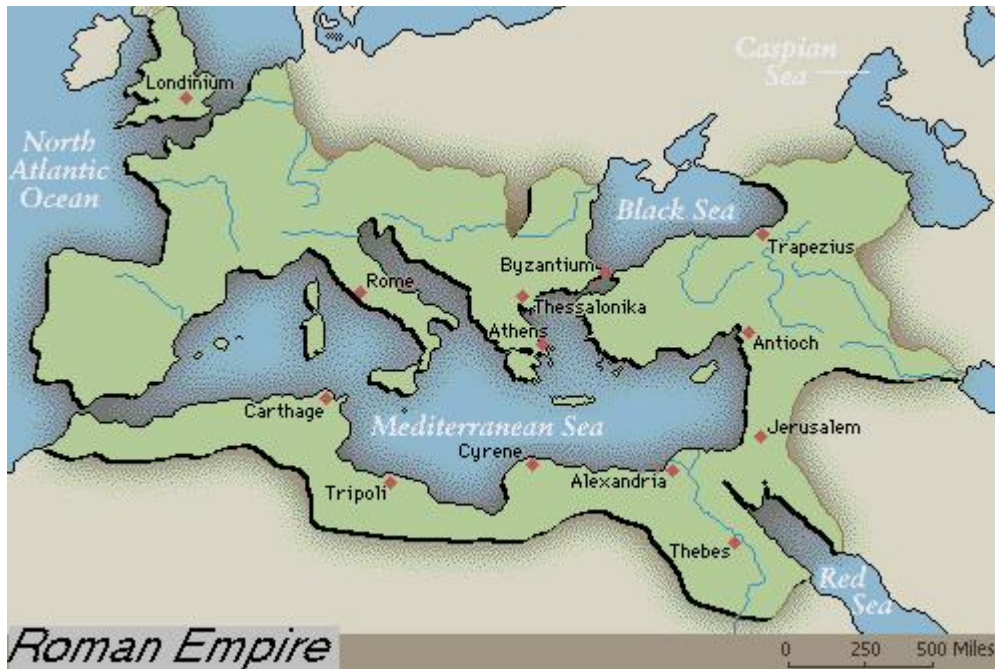 Caspian
Sea
Londinium
North
Atlantic
Ocean
Black Sea
Trapezius
Byzantium
Rome
Thessalonika
Athens
Antioch
Carthage
Mediterranean Sea
Jerusalem
Cyrene
Tripoli
Alexandria
Thebes
Red
Sea
Roman Empire
0 250 500 Miles